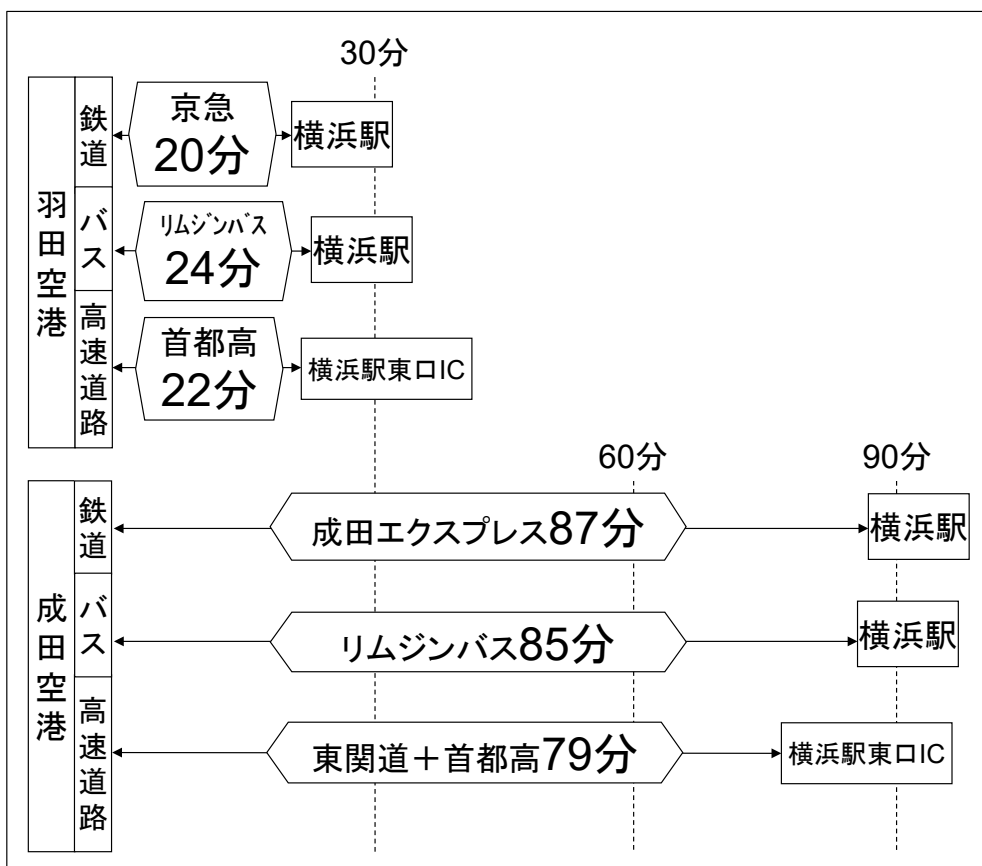 30分
羽田空港
鉄道
京急
20分
横浜駅
バス
ﾘﾑｼﾞﾝﾊﾞｽ
24分
横浜駅
高速道路
首都高
22分
横浜駅東口IC
60分
90分
成田空港
鉄道
成田エクスプレス87分
横浜駅
バス
リムジンバス85分
横浜駅
高速道路
東関道＋首都高79分
横浜駅東口IC